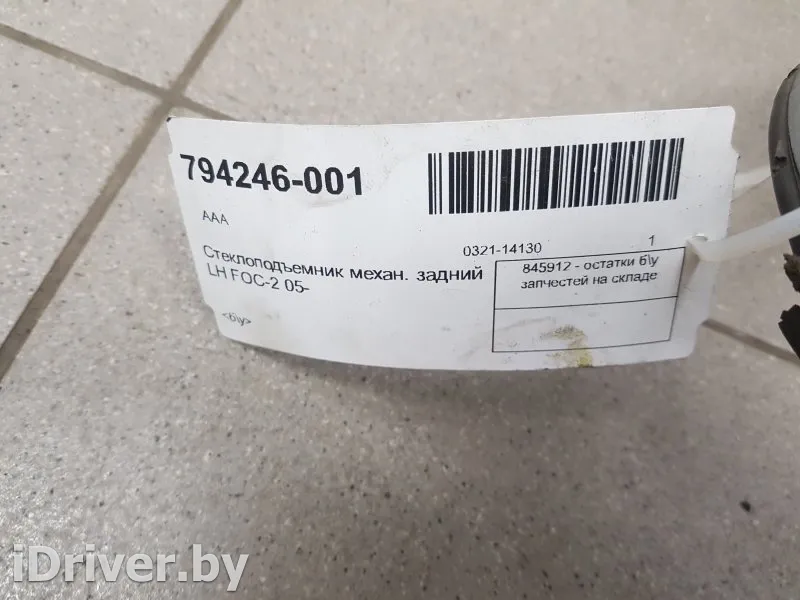 794246-001
AAA
Стеклоподъемник механ. задний
LH FOC-2 05-
<б\у>
0321-14130 1
845912 - остатки б\у
запчестей на складе
iDriver.by